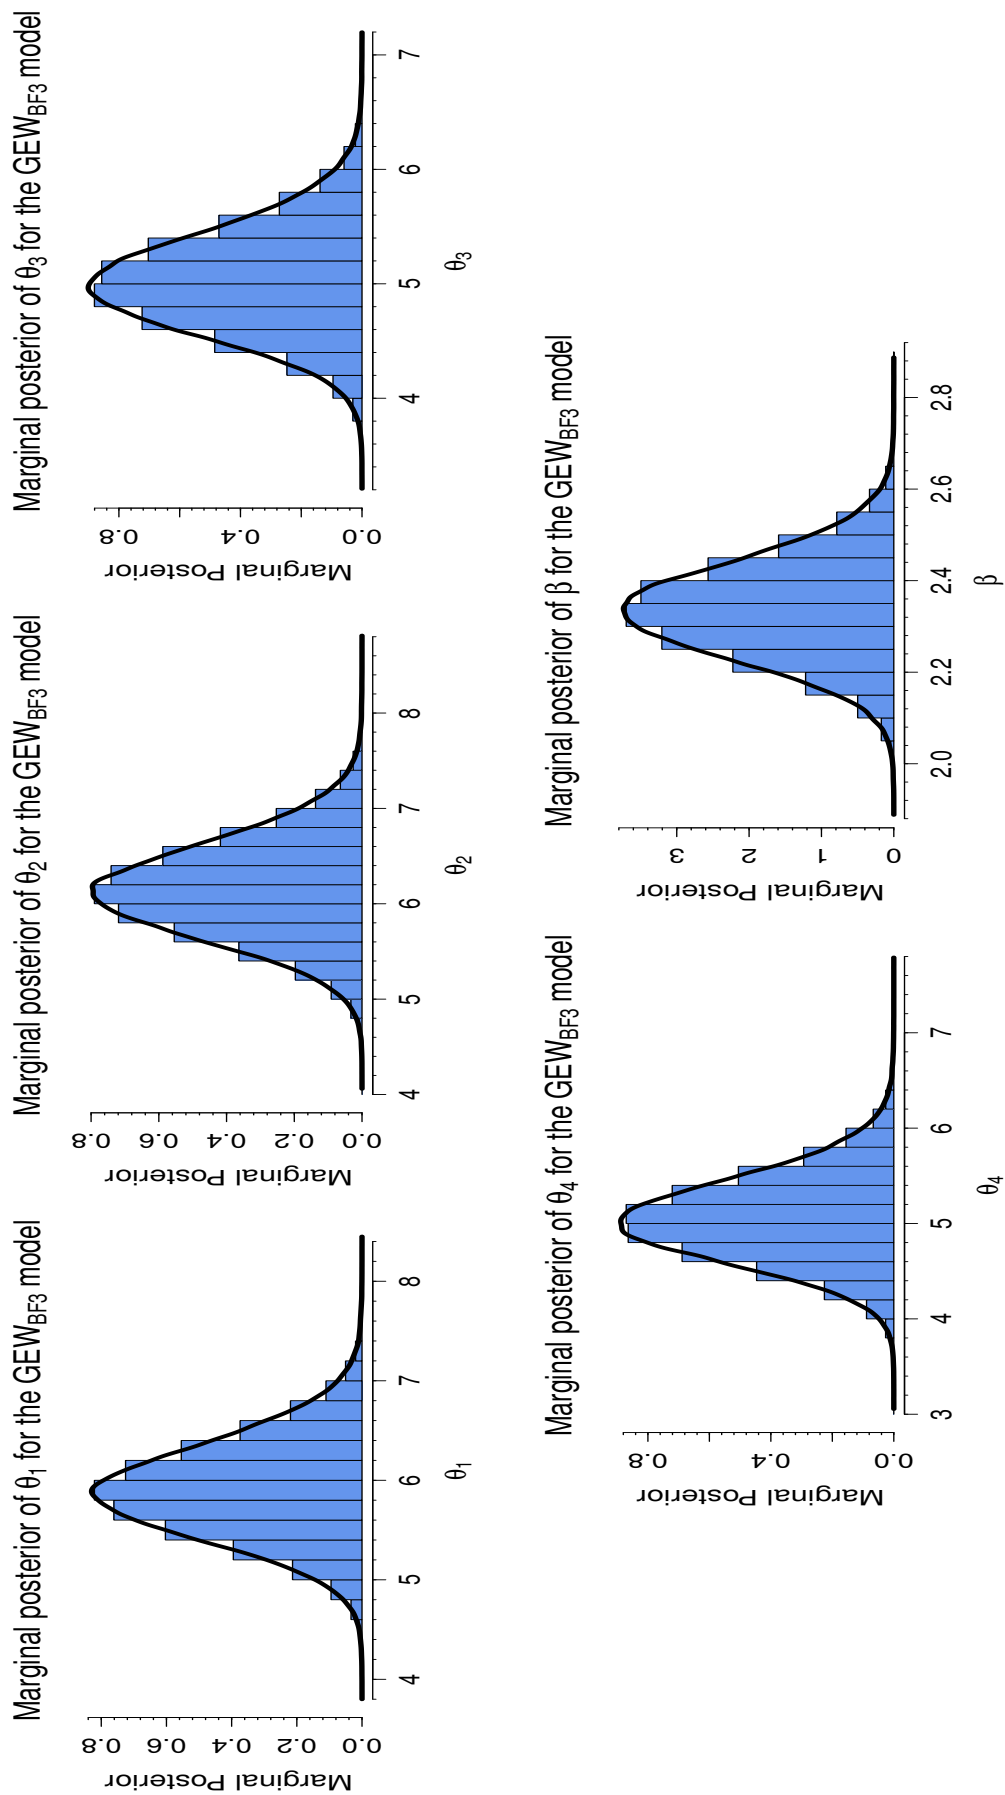 Marginal posterior of θ1 for the GEWBF3 model
Marginal Posterior
0.0 0.2 0.4 0.6 0.8
4 5 6 7 8
θ1
Marginal posterior of θ2 for the GEWBF3 model
Marginal Posterior
0.0 0.2 0.4 0.6 0.8
4 5 6 7 8
θ2
Marginal posterior of θ3 for the GEWBF3 model
Marginal Posterior
0.0 0.4 0.8
4 5 6 7
θ3
Marginal posterior of θ4 for the GEWBF3 model
Marginal Posterior
0.0 0.4 0.8
3 4 5 6 7
θ4
Marginal posterior of β for the GEWBF3 model
Marginal Posterior
0 1 2 3
2.0 2.2 2.4 2.6 2.8
β